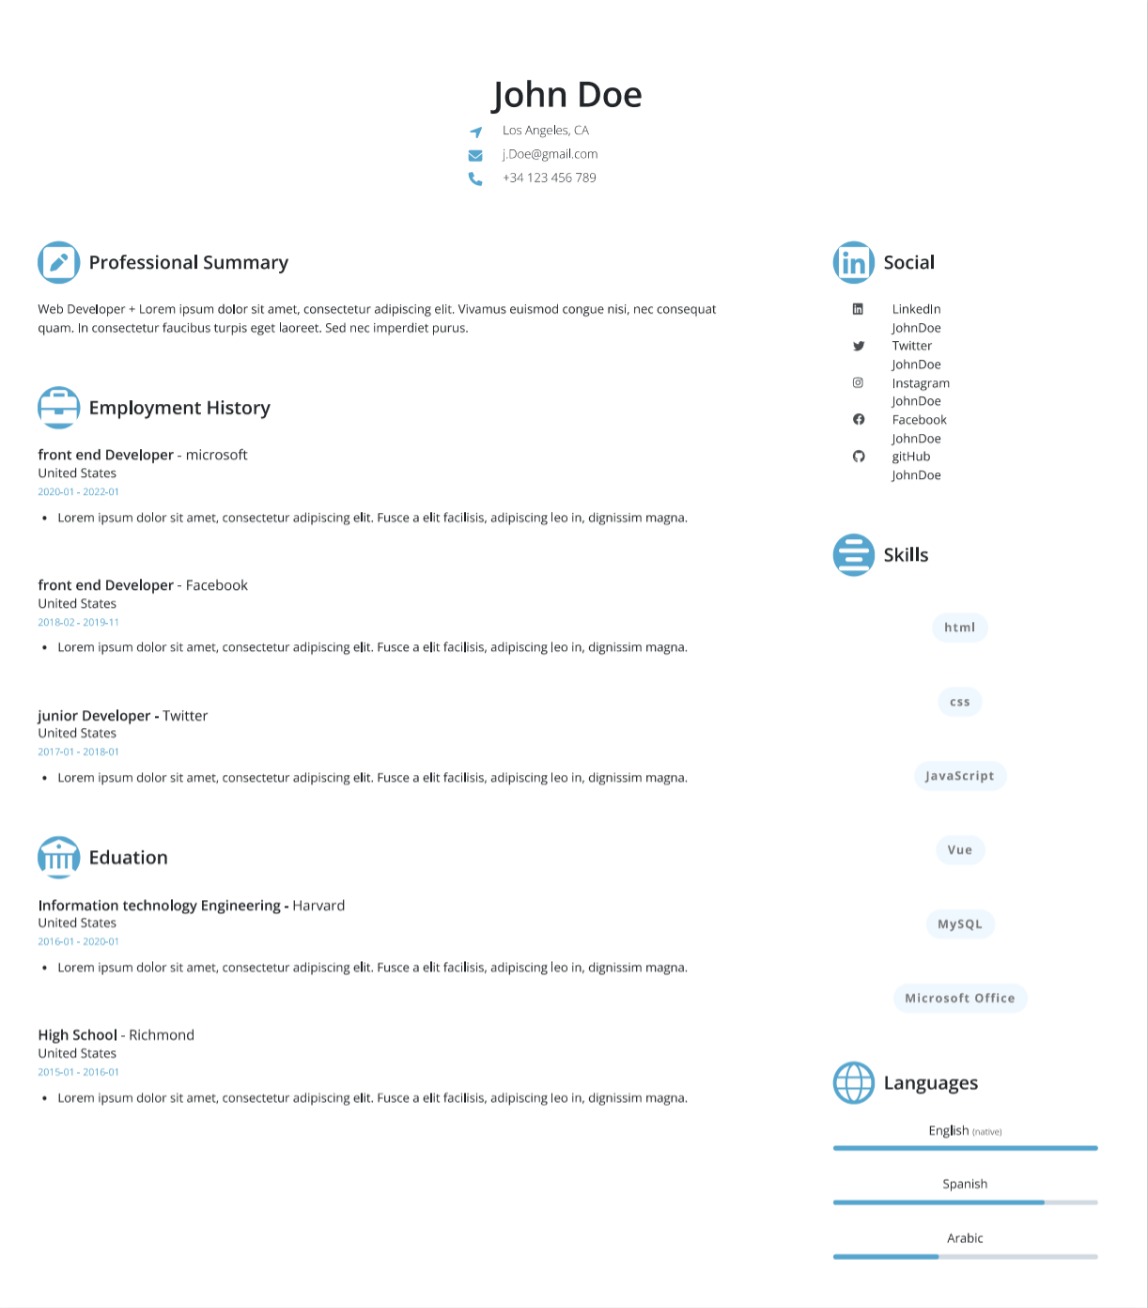 John Doe
Los Angeles, CA
j.Doe@gmail.com
+34 123 456 789
Professional Summary
Web Developer + Lorem ipsum dolor sit amet, consectetur adipiscing elit. Vivamus euismod congue nisi, nec consequat
quam. In consectetur faucibus turpis eget laoreet. Sed nec imperdiet purus.
Employment History
front end Developer - microsoft
United States
2020-01 - 2022-01
• Lorem ipsum dolor sit amet, consectetur adipiscing elit. Fusce a elit facilisis, adipiscing leo in, dignissim magna.
front end Developer - Facebook
United States
2018-02 - 2019-11
• Lorem ipsum dolor sit amet, consectetur adipiscing elit. Fusce a elit facilisis, adipiscing leo in, dignissim magna.
junior Developer - Twitter
United States
2017-01 - 2018-01
• Lorem ipsum dolor sit amet, consectetur adipiscing elit. Fusce a elit facilisis, adipiscing leo in, dignissim magna.
Eduation
Information technology Engineering - Harvard
United States
2016-01 - 2020-01
• Lorem ipsum dolor sit amet, consectetur adipiscing elit. Fusce a elit facilisis, adipiscing leo in, dignissim magna.
High School - Richmond
United States
2015-01 - 2016-01
• Lorem ipsum dolor sit amet, consectetur adipiscing elit. Fusce a elit facilisis, adipiscing leo in, dignissim magna.
in Social
LinkedIn
JohnDoe
Twitter
JohnDoe
Instagram
JohnDoe
Facebook
JohnDoe
gitHub
JohnDoe
Skills
html
css
JavaScript
Vue
MySQL
Microsoft Office
Languages
English (native)
Spanish
Arabic